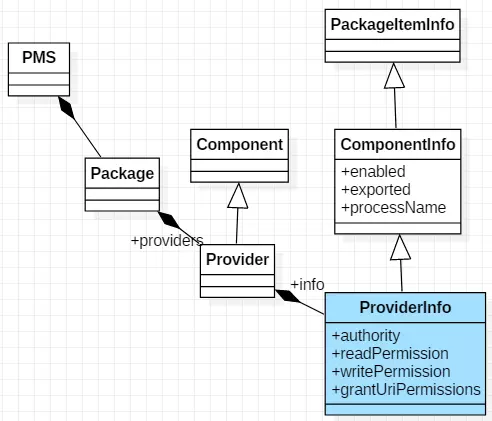 PackageItemInfo
PMS
Component
ComponentInfo
+enabled
+exported
+processName
Package
+providers
Provider
+info
ProviderInfo
+authority
+readPermission
+writePermission
+grantUriPermissions